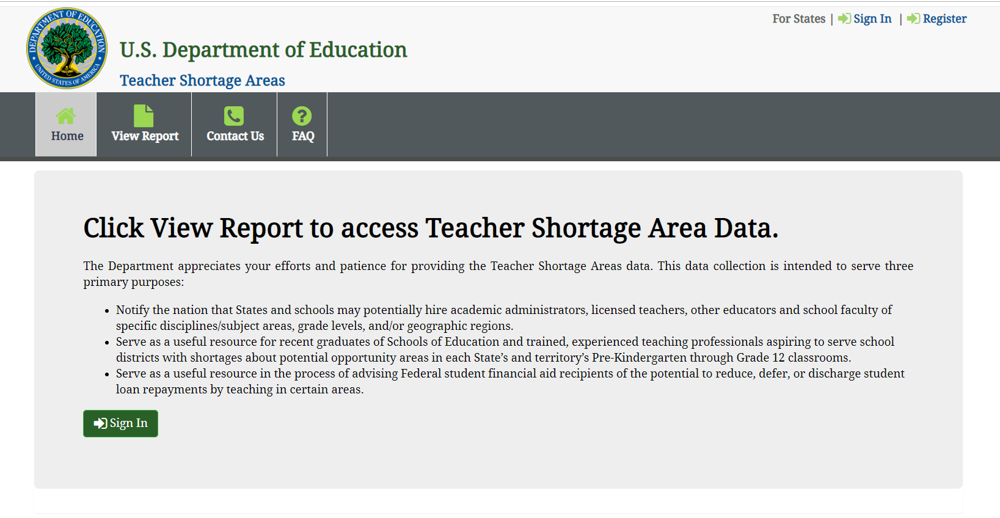 DEPARTMENT OF EDUCATION
UNITED STATES OF AMERICA
For States | Sign In | Register
U.S. Department of Education
Teacher Shortage Areas
Home
View Report
Contact Us
FAQ
Click View Report to access Teacher Shortage Area Data.
The Department appreciates your efforts and patience for providing the Teacher Shortage Areas data. This data collection is intended to serve three
primary purposes:
• Notify the nation that States and schools may potentially hire academic administrators, licensed teachers, other educators and school faculty of
specific disciplines/subject areas, grade levels, and/or geographic regions.
• Serve as a useful resource for recent graduates of Schools of Education and trained, experienced teaching professionals aspiring to serve school
districts with shortages about potential opportunity areas in each State’s and territory’s Pre-Kindergarten through Grade 12 classrooms.
• Serve as a useful resource in the process of advising Federal student financial aid recipients of the potential to reduce, defer, or discharge student
loan repayments by teaching in certain areas.
Sign In